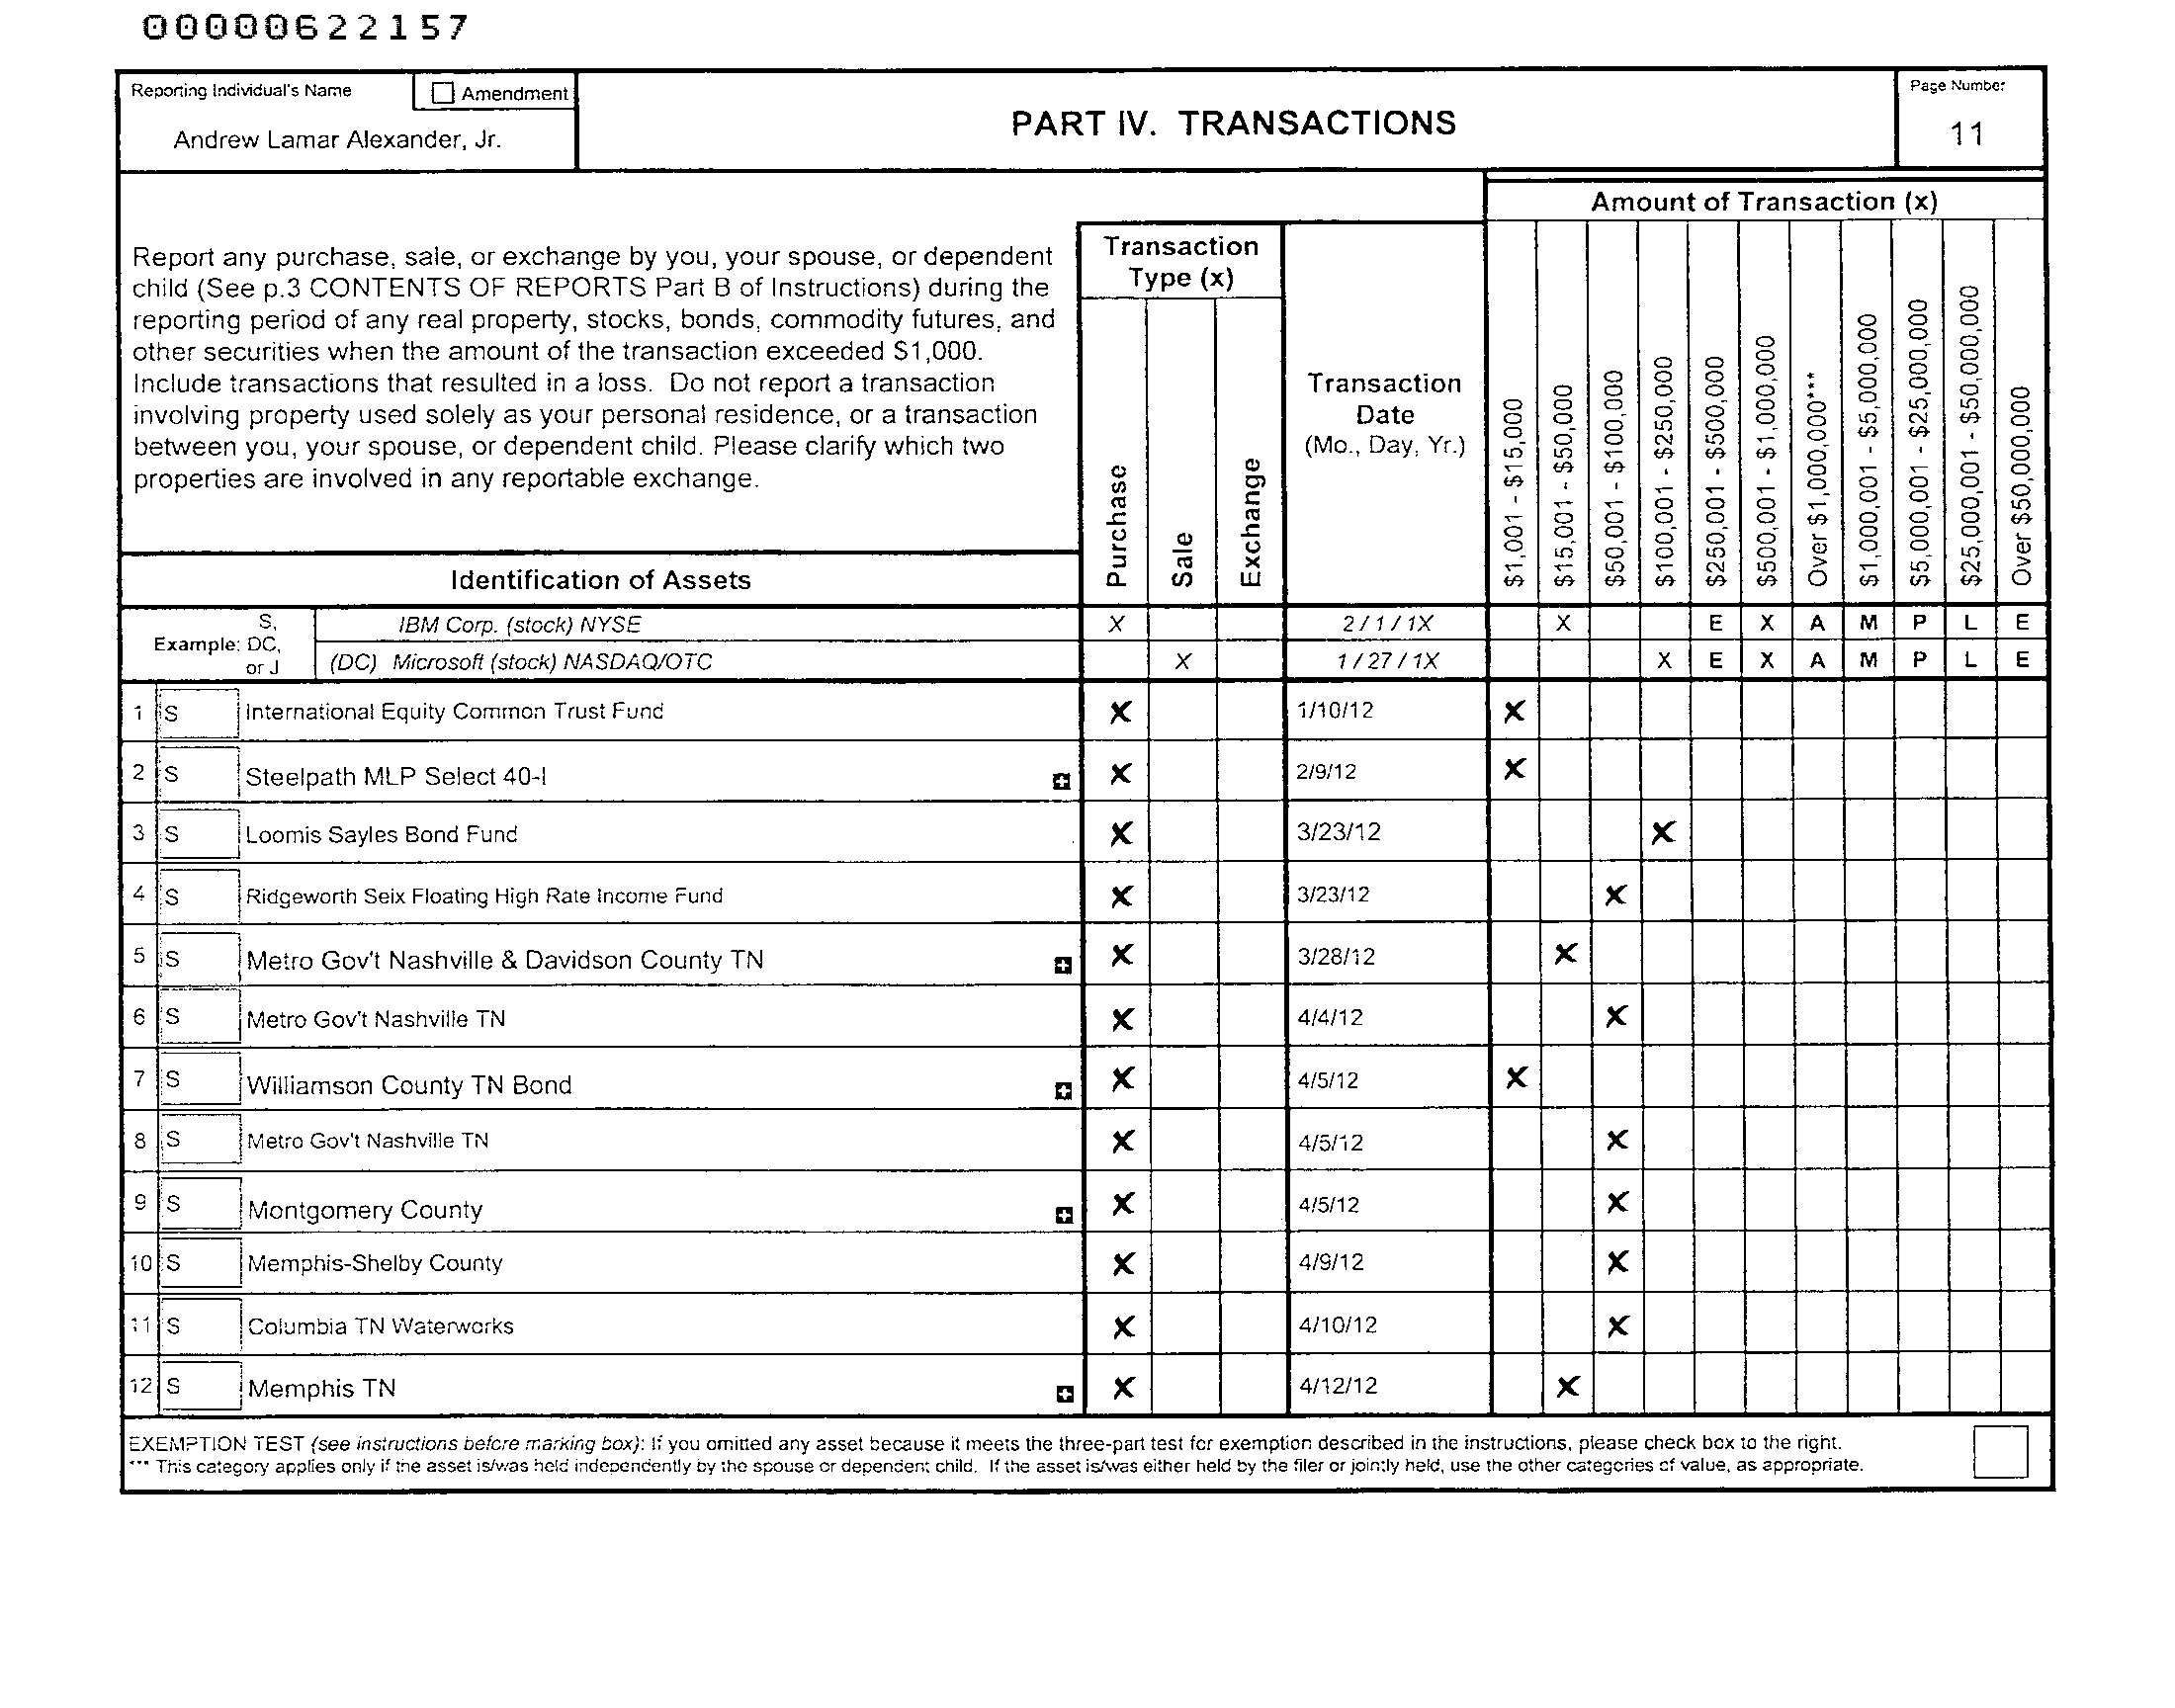 00000622157
Reporting Individual's Name
Amendment
Andrew Lamar Alexander, Jr.
PART IV. TRANSACTIONS
Page Number
11
Amount of Transaction (x)
Report any purchase, sale, or exchange by you, your spouse, or dependent
child (See p.3 CONTENTS OF REPORTS Part B of Instructions) during the
reporting period of any real property, stocks, bonds, commodity futures, and
other securities when the amount of the transaction exceeded $1,000.
Include transactions that resulted in a loss. Do not report a transaction
involving property used solely as your personal residence, or a transaction
between you, your spouse, or dependent child. Please clarify which two
properties are involved in any reportable exchange.
Transaction
Type (x)
Purchase
Sale
Exchange
Transaction
Date
(Mo., Day, Yr.)
$1,001 - $15,000
$15,001 - $50,000
$50,001 - $100,000
$100,001 - $250,000
$250,001 - $500,000
$500,001 - $1,000,000
Over $1,000,000***
$1,000,001 - $5,000,000
$5,000,001 - $25,000,000
$25,000,001 - $50,000,000
Over $50,000,000
Identification of Assets
Example: S, DC, or J
IBM Corp. (stock) NYSE X 2 / 1 / 1X X E X A M P L E
(DC) Microsoft (stock) NASDAQ/OTC X 1 / 27 / 1X X E X A M P L E
1 S International Equity Common Trust Fund X 1/10/12 X
2 S Steelpath MLP Select 40-I X 2/9/12 X
3 S Loomis Sayles Bond Fund X 3/23/12 X
4 S Ridgeworth Seix Floating High Rate Income Fund X 3/23/12 X
5 S Metro Gov't Nashville & Davidson County TN X 3/28/12 X
6 S Metro Gov't Nashville TN X 4/4/12 X
7 S Williamson County TN Bond X 4/5/12 X
8 S Metro Gov't Nashville TN X 4/5/12 X
9 S Montgomery County X 4/5/12 X
10 S Memphis-Shelby County X 4/9/12 X
11 S Columbia TN Waterworks X 4/10/12 X
12 S Memphis TN X 4/12/12 X
EXEMPTION TEST (see instructions before marking box): If you omitted any asset because it meets the three-part test for exemption described in the instructions, please check box to the right.
*** This category applies only if the asset is/was held independently by the spouse or dependent child. If the asset is/was either held by the filer or jointly held, use the other categories of value, as appropriate.